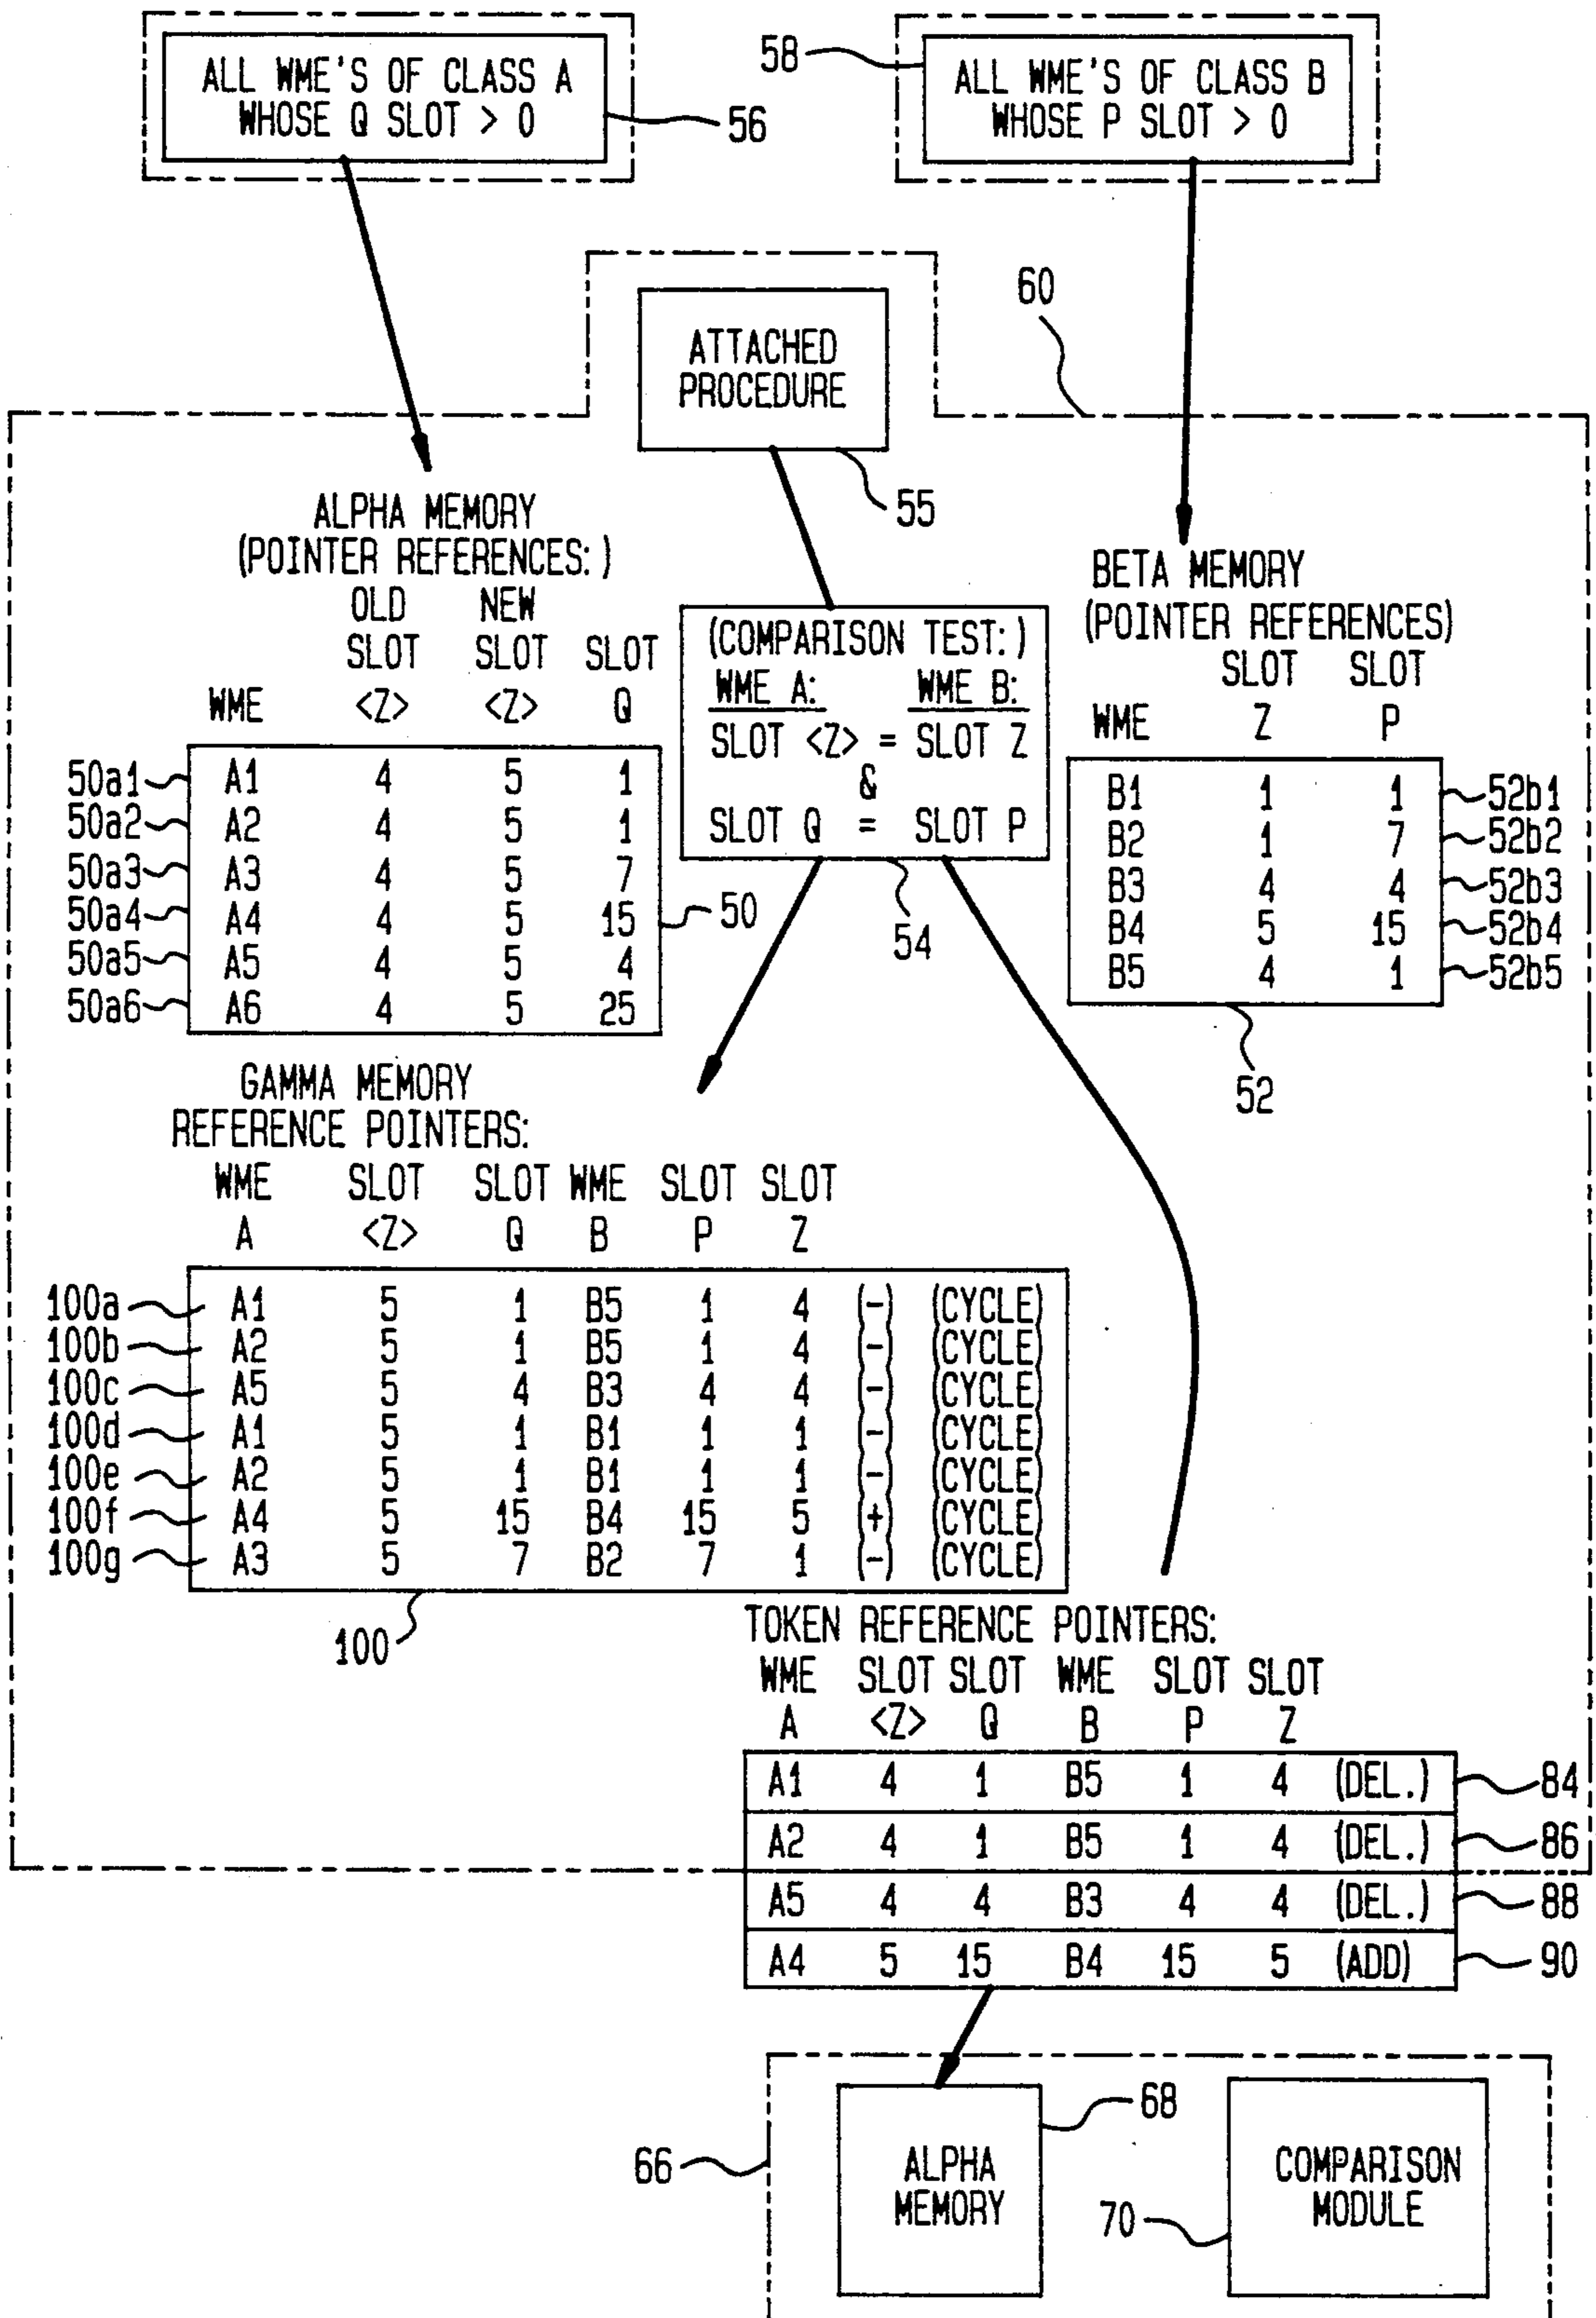 ALL WME'S OF CLASS A
WHOSE Q SLOT > 0
56
58
ALL WME'S OF CLASS B
WHOSE P SLOT > 0
60
ATTACHED
PROCEDURE
55
ALPHA MEMORY
(POINTER REFERENCES: )
OLD NEW
SLOT SLOT SLOT
WME <Z> <Z> Q
50a1 A1 4 5 1
50a2 A2 4 5 1
50a3 A3 4 5 7
50a4 A4 4 5 15
50a5 A5 4 5 4
50a6 A6 4 5 25
50
(COMPARISON TEST: )
WME A: WME B:
SLOT <Z> = SLOT Z
&
SLOT Q = SLOT P
54
BETA MEMORY
(POINTER REFERENCES)
SLOT SLOT
WME Z P
B1 1 1 52b1
B2 1 7 52b2
B3 4 4 52b3
B4 5 15 52b4
B5 4 1 52b5
52
GAMMA MEMORY
REFERENCE POINTERS:
WME SLOT SLOT WME SLOT SLOT
A <Z> Q B P Z
100a A1 5 1 B5 1 4 (-) (CYCLE)
100b A2 5 1 B5 1 4 (-) (CYCLE)
100c A5 5 4 B3 4 4 (-) (CYCLE)
100d A1 5 1 B1 1 1 (-) (CYCLE)
100e A2 5 1 B1 1 1 (-) (CYCLE)
100f A4 5 15 B4 15 5 (+) (CYCLE)
100g A3 5 7 B2 7 1 (-) (CYCLE)
100
TOKEN REFERENCE POINTERS:
WME SLOT SLOT WME SLOT SLOT
A <Z> Q B P Z
A1 4 1 B5 1 4 (DEL.) 84
A2 4 1 B5 1 4 (DEL.) 86
A5 4 4 B3 4 4 (DEL.) 88
A4 5 15 B4 15 5 (ADD) 90
66
ALPHA
MEMORY
68
70
COMPARISON
MODULE